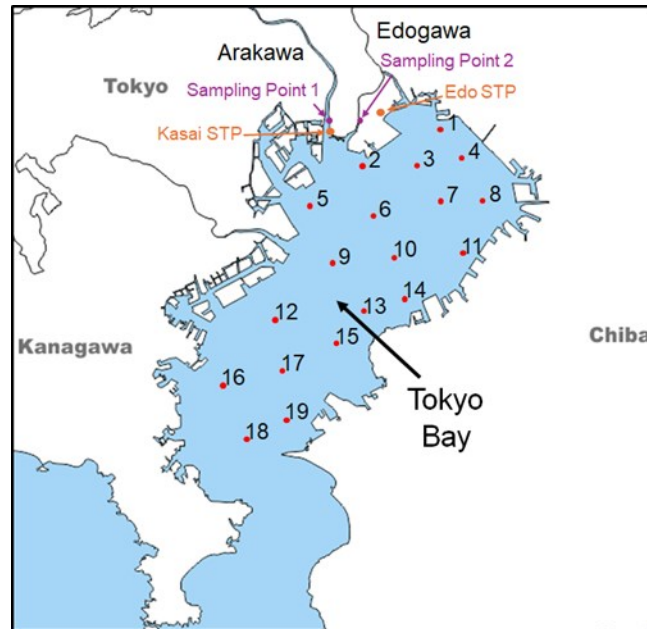 Edogawa
Arakawa
Sampling Point 2
Tokyo
Sampling Point 1
Edo STP
Kasai STP
1
2
3
4
5
6
7
8
9
10
11
12
13
14
15
16
17
18
19
Kanagawa
Chiba
Tokyo
Bay